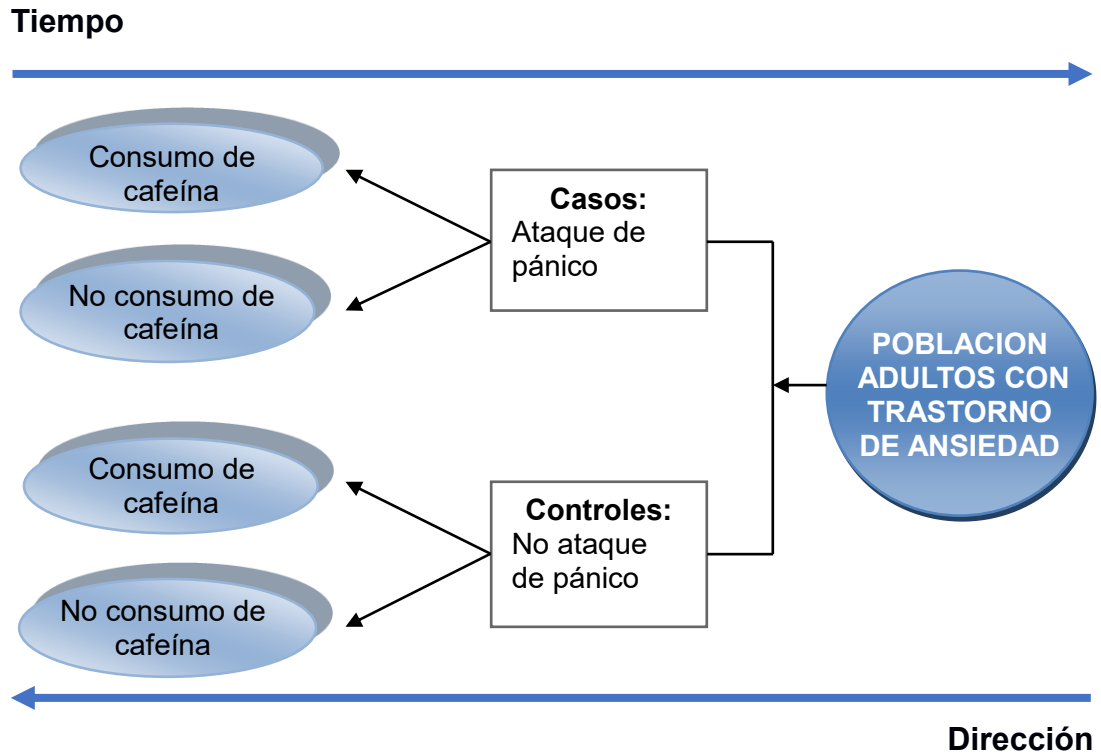 Tiempo
Consumo de
cafeína
No consumo de
cafeína
Casos:
Ataque de
pánico
POBLACION
ADULTOS CON
TRASTORNO
DE ANSIEDAD
Consumo de
cafeína
No consumo de
cafeína
Controles:
No ataque
de pánico
Dirección